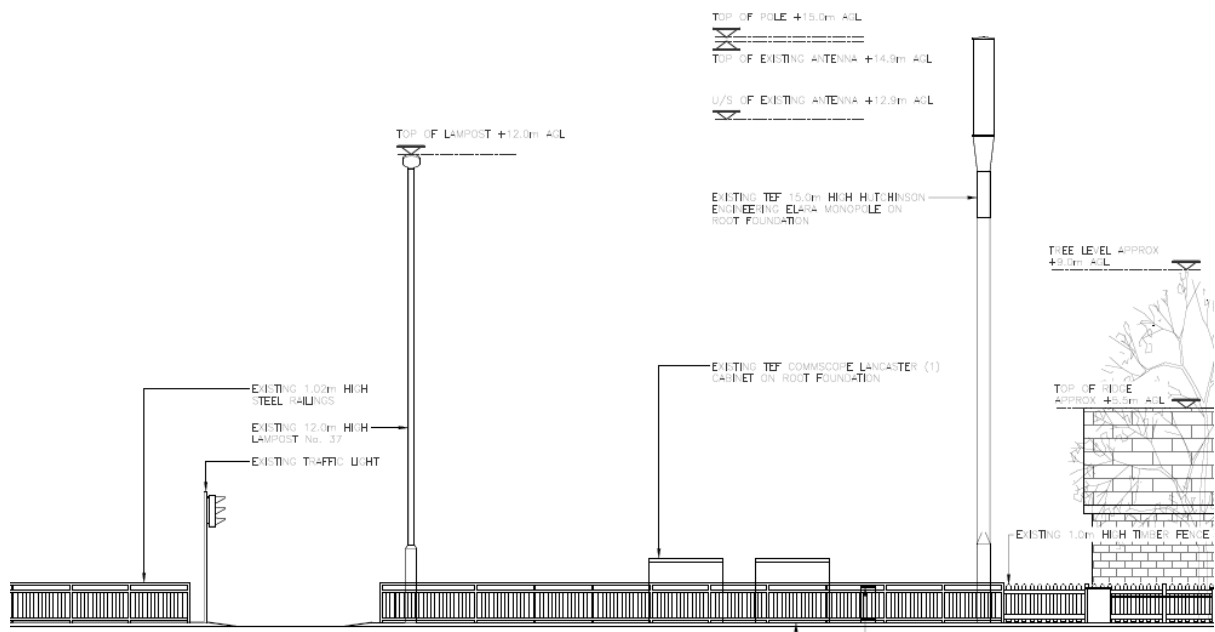 TOP OF POLE +15.0m AGL
TOP OF EXISTING ANTENNA +14.9m AGL
U/S OF EXISTING ANTENNA +12.9m AGL
TOP OF LAMPOST +12.0m AGL
EXISTING TEF 15.0m HIGH HUTCHINSON
ENGINEERING ELARA MONOPOLE ON
ROOT FOUNDATION
TREE LEVEL APPROX
+9.0m AGL
EXISTING TEF COMMSCOPE LANCASTER (1)
CABINET ON ROOT FOUNDATION
EXISTING 1.02m HIGH
STEEL RAILINGS
TOP OF RIDGE
APPROX +5.5m AGL
EXISTING 12.0m HIGH
LAMPOST No. 37
EXISTING TRAFFIC LIGHT
EXISTING 1.0m HIGH TIMBER FENCE